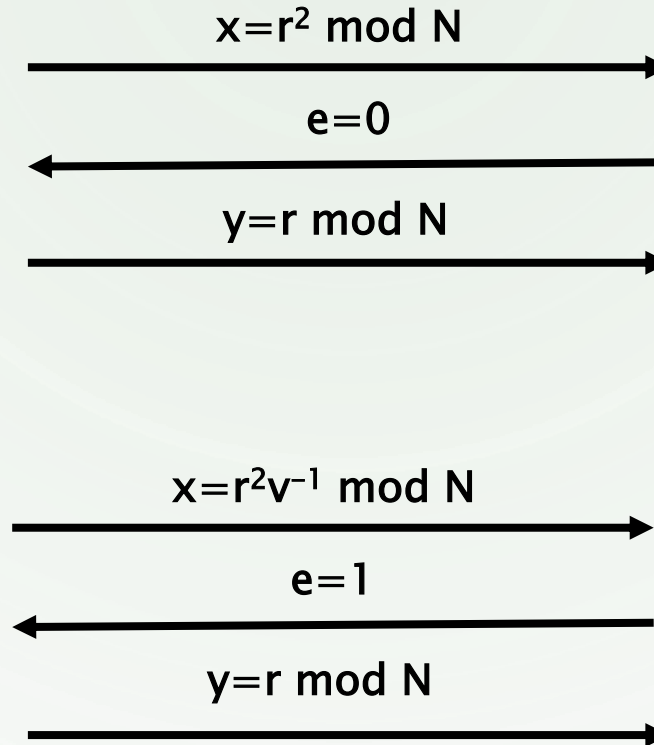 x=r² mod N
e=0
y=r mod N
x=r²v⁻¹ mod N
e=1
y=r mod N